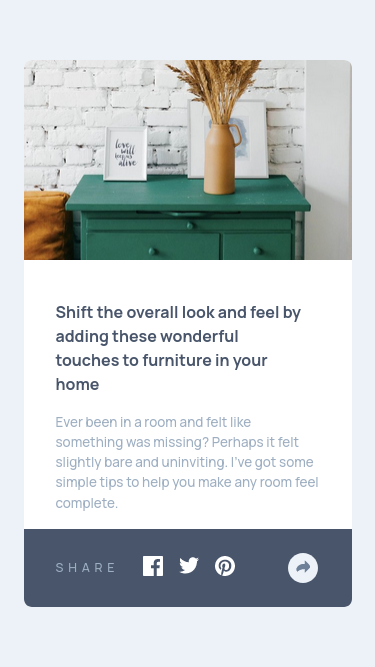 love
will
begins
alive
Shift the overall look and feel by
adding these wonderful
touches to furniture in your
home
Ever been in a room and felt like
something was missing? Perhaps it felt
slightly bare and uninviting. I've got some
simple tips to help you make any room feel
complete.
SHARE